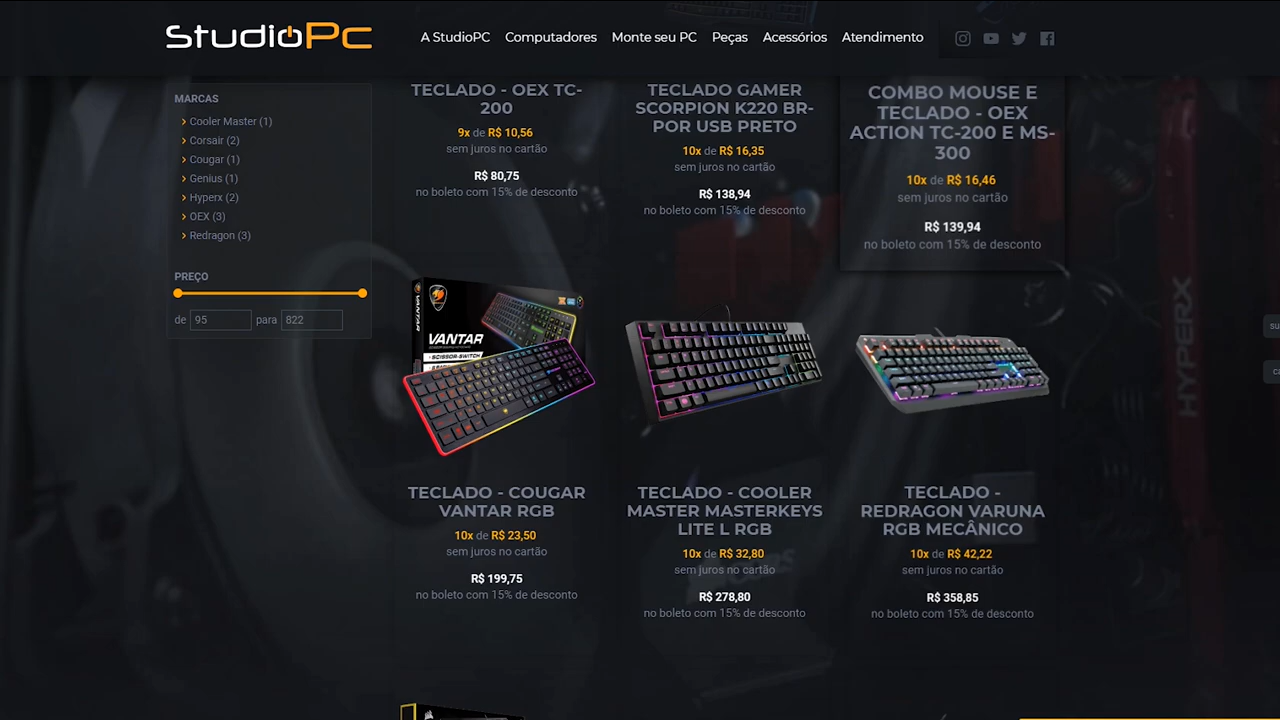 StudioPc
A StudioPC
Computadores
Monte seu PC
Peças
Acessórios
Atendimento
MARCAS
Cooler Master (1)
Corsair (2)
Cougar (1)
Genius (1)
Hyperx (2)
OEX (3)
Redragon (3)
PREÇO
de 95 para 822
TECLADO - OEX TC-
200
9x de R$ 10,56
sem juros no cartão
R$ 80,75
no boleto com 15% de desconto
TECLADO GAMER
SCORPION K220 BR-
POR USB PRETO
10x de R$ 16,35
sem juros no cartão
R$ 138,94
no boleto com 15% de desconto
COMBO MOUSE E
TECLADO - OEX
ACTION TC-200 E MS-
300
10x de R$ 16,46
sem juros no cartão
R$ 139,94
no boleto com 15% de desconto
VANTAR
SCISSOR-SWITCH
TECLADO - COUGAR
VANTAR RGB
10x de R$ 23,50
sem juros no cartão
R$ 199,75
no boleto com 15% de desconto
TECLADO - COOLER
MASTER MASTERKEYS
LITE L RGB
10x de R$ 32,80
sem juros no cartão
R$ 278,80
no boleto com 15% de desconto
TECLADO -
REDRAGON VARUNA
RGB MECÂNICO
10x de R$ 42,22
sem juros no cartão
R$ 358,85
no boleto com 15% de desconto
HYPERX
su
ca